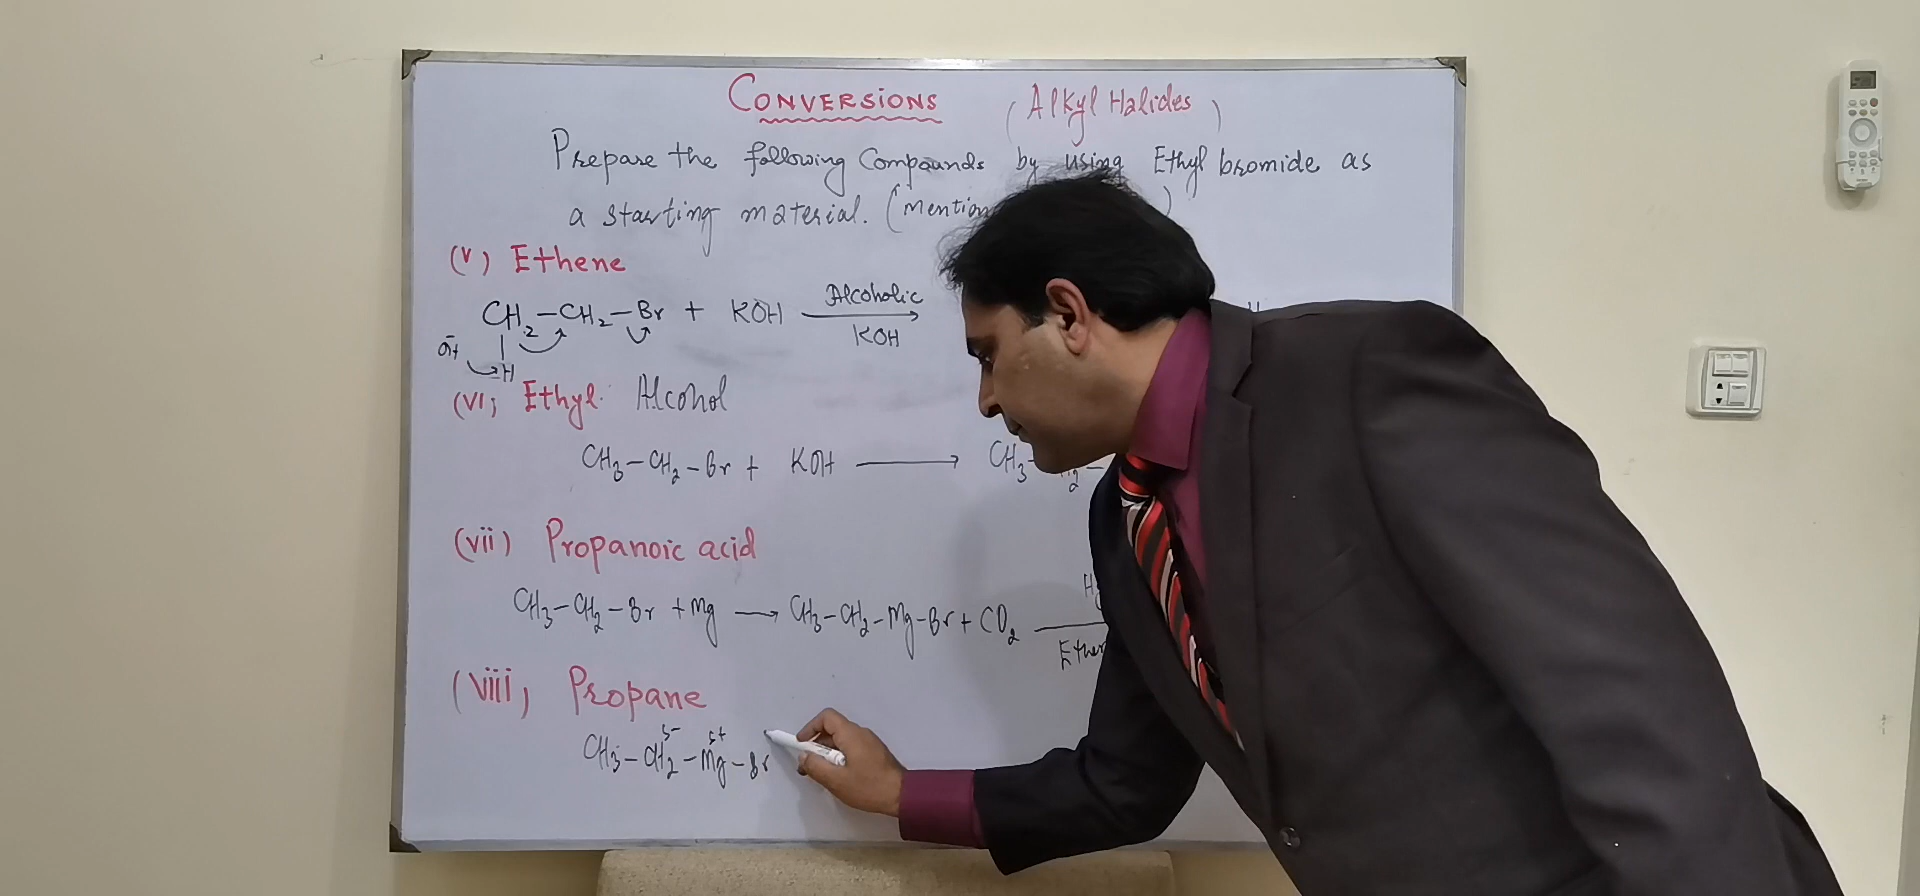 CONVERSIONS (Alkyl Halides)
Prepare the following Compounds by using Ethyl bromide as
a starting material. (Mention )
(v) Ethene
CH2-CH2-Br + KOH Alcoholic KOH
H
(vi) Ethyl Alcohol
CH3-CH2-Br + KOH → CH3-
(vii) Propanoic acid
CH3-CH2-Br + Mg → CH3-CH2-Mg-Br + CO2 Ether
(viii) Propane
δ- δ+
CH3-CH2-Mg-Br